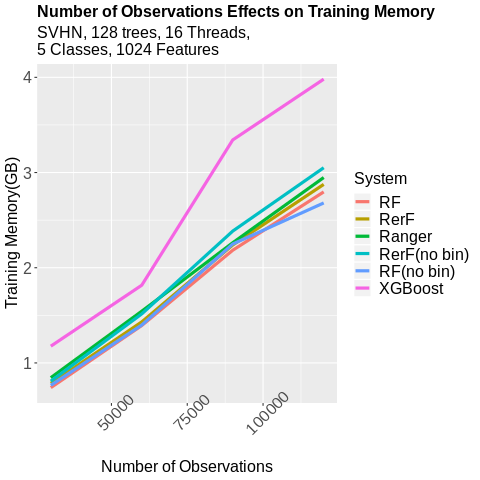 Number of Observations Effects on Training Memory
SVHN, 128 trees, 16 Threads,
5 Classes, 1024 Features
Training Memory(GB)
4
3
2
1
50000
75000
100000
Number of Observations
System
RF
RerF
Ranger
RerF(no bin)
RF(no bin)
XGBoost